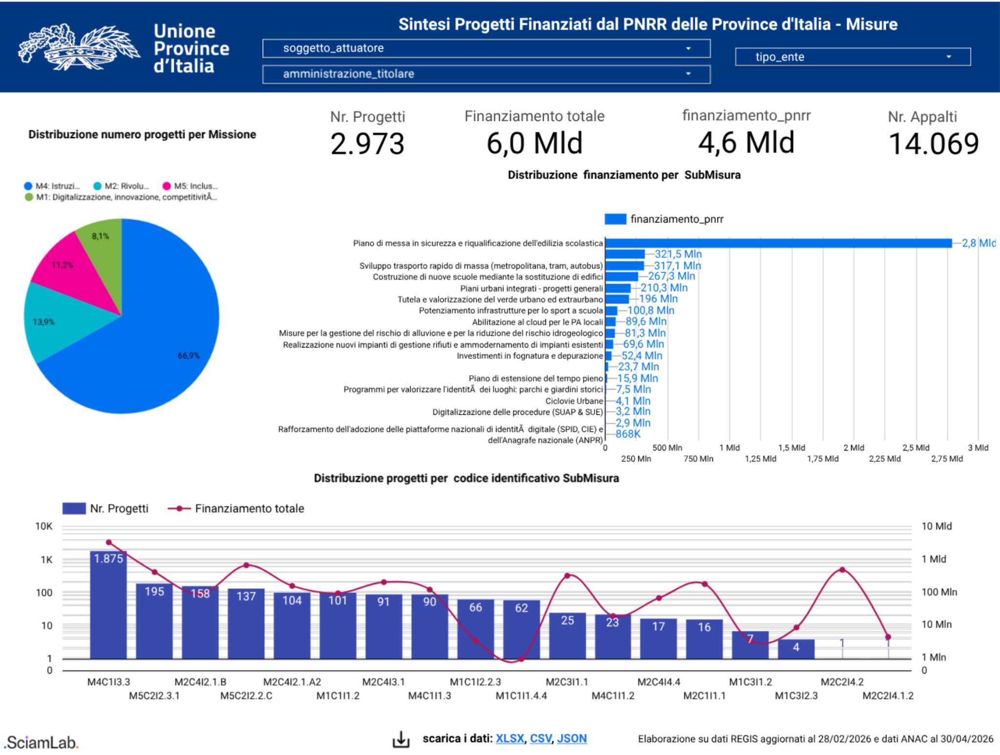 Unione
Province
d'Italia
Sintesi Progetti Finanziati dal PNRR delle Province d'Italia - Misure
soggetto_attuatore
amministrazione_titolare
tipo_ente
Distribuzione numero progetti per Missione
Nr. Progetti
2.973
Finanziamento totale
6,0 Mld
finanziamento_pnrr
4,6 Mld
Nr. Appalti
14.069
M4: Istruzi... M2: Rivolu... M5: Inclus...
M1: Digitalizzazione, innovazione, competitivitÃ...
8,1%
11,2%
13,9%
66,9%
Distribuzione finanziamento per SubMisura
finanziamento_pnrr
Piano di messa in sicurezza e riqualificazione dell'edilizia scolastica 2,8 Mld
321,5 Mln
Sviluppo trasporto rapido di massa (metropolitana, tram, autobus) 317,1 Mln
Costruzione di nuove scuole mediante la sostituzione di edifici 267,3 Mln
Piani urbani integrati - progetti generali 210,3 Mln
Tutela e valorizzazione del verde urbano ed extraurbano 196 Mln
Potenziamento infrastrutture per lo sport a scuola 100,8 Mln
Abilitazione al cloud per le PA locali 89,6 Mln
Misure per la gestione del rischio di alluvione e per la riduzione del rischio idrogeologico 81,3 Mln
Realizzazione nuovi impianti di gestione rifiuti e ammodernamento di impianti esistenti 69,6 Mln
Investimenti in fognatura e depurazione 52,4 Mln
23,7 Mln
Piano di estensione del tempo pieno 15,9 Mln
Programmi per valorizzare l'identitÃ  dei luoghi: parchi e giardini storici 7,5 Mln
Ciclovie Urbane 4,1 Mln
Digitalizzazione delle procedure (SUAP & SUE) 3,2 Mln
2,9 Mln
Rafforzamento dell'adozione delle piattaforme nazionali di identitÃ  digitale (SPID, CIE) e
dell'Anagrafe nazionale (ANPR) 868K
0 500 Mln 1 Mld 1,5 Mld 2 Mld 2,5 Mld 3 Mld
250 Mln 750 Mln 1,25 Mld 1,75 Mld 2,25 Mld 2,75 Mld
Distribuzione progetti per codice identificativo SubMisura
Nr. Progetti Finanziamento totale
10K 10 Mld
1K 1 Mld
100 100 Mln
10 10 Mln
1 1 Mln
0 0
1.875 195 158 137 104 101 91 90 66 62 25 23 17 16 7 4 1 1
M4C1I3.3 M2C4I2.1.B M2C4I2.1.A2 M2C4I3.1 M1C1I2.2.3 M2C3I1.1 M2C4I4.4 M1C3I1.2 M2C2I4.2
M5C2I2.3.1 M5C2I2.2.C M1C1I1.2 M4C1I1.3 M1C1I1.4.4 M4C1I1.2 M2C1I1.1 M1C3I2.3 M2C2I4.1.2
.SciamLab.
scarica i dati: XLSX, CSV, JSON
Elaborazione su dati REGIS aggiornati al 28/02/2026 e dati ANAC al 30/04/2026